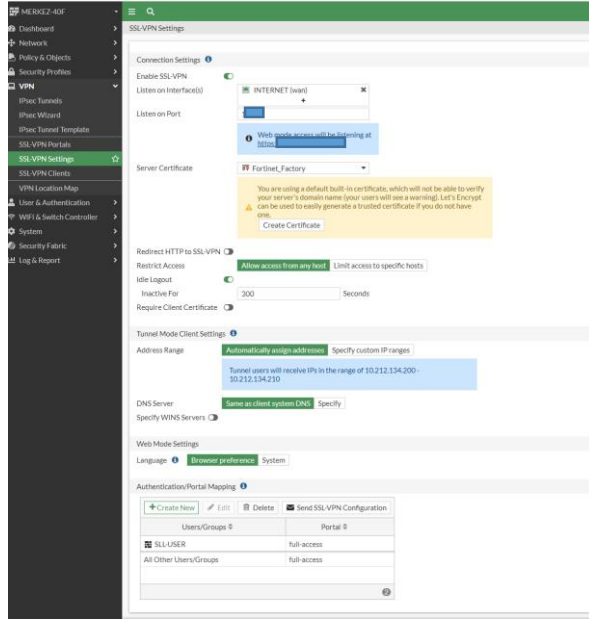 MERKEZ-40F
Dashboard
Network
Policy & Objects
Security Profiles
VPN
IPsec Tunnels
IPsec Wizard
IPsec Tunnel Template
SSL-VPN Portals
SSL-VPN Settings
SSL-VPN Clients
VPN Location Map
User & Authentication
WiFi & Switch Controller
System
Security Fabric
Log & Report
SSL-VPN Settings
Connection Settings
Enable SSL-VPN
Listen on Interface(s) INTERNET (wan)
+
Listen on Port
Web mode access will be listening at
https:
Server Certificate Fortinet_Factory
You are using a default built-in certificate, which will not be able to verify
your server's domain name (your users will see a warning). Let's Encrypt
can be used to easily generate a trusted certificate if you do not have
one.
Create Certificate
Redirect HTTP to SSL-VPN
Restrict Access Allow access from any host Limit access to specific hosts
Idle Logout
Inactive For 300 Seconds
Require Client Certificate
Tunnel Mode Client Settings
Address Range Automatically assign addresses Specify custom IP ranges
Tunnel users will receive IPs in the range of 10.212.134.200 -
10.212.134.210
DNS Server Same as client system DNS Specify
Specify WINS Servers
Web Mode Settings
Language Browser preference System
Authentication/Portal Mapping
+ Create New Edit Delete Send SSL-VPN Configuration
Users/Groups Portal
SLL-USER full-access
All Other Users/Groups full-access
2